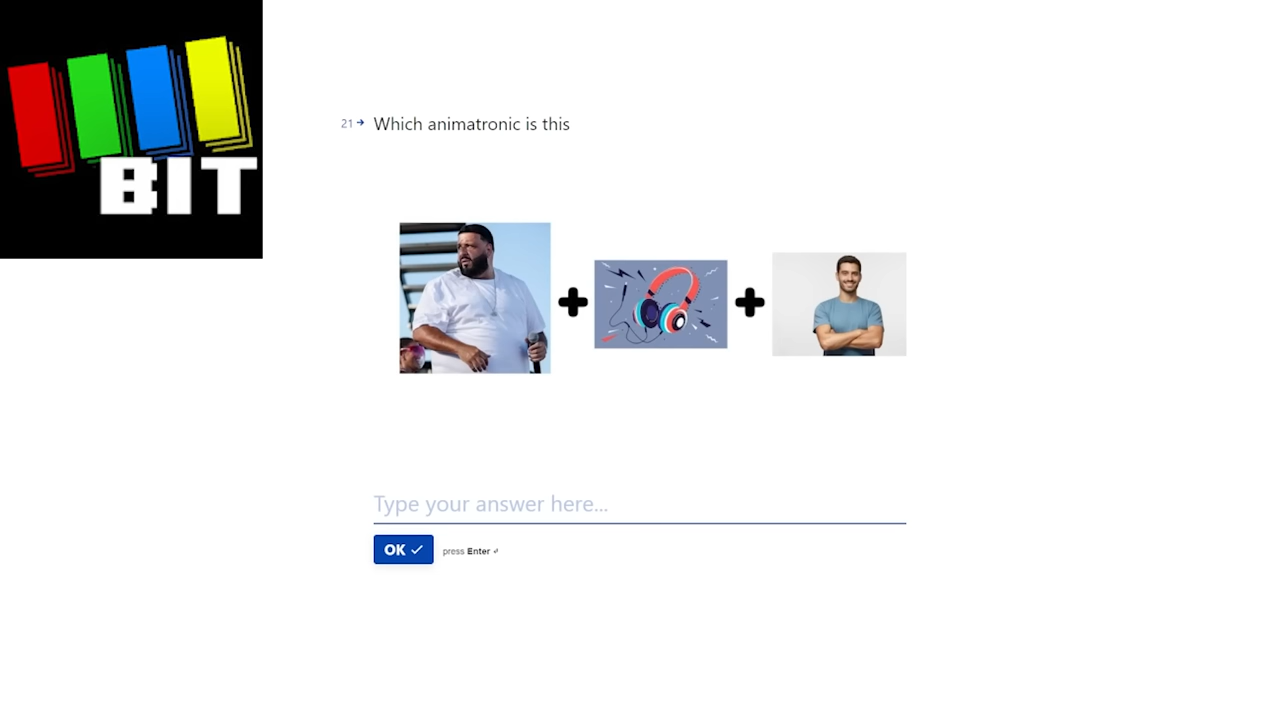 BIT
21 Which animatronic is this
Type your answer here...
OK
press Enter